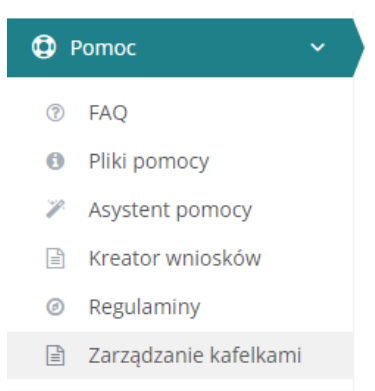 Pomoc
FAQ
Pliki pomocy
Asystent pomocy
Kreator wniosków
Regulaminy
Zarządzanie kafelkami